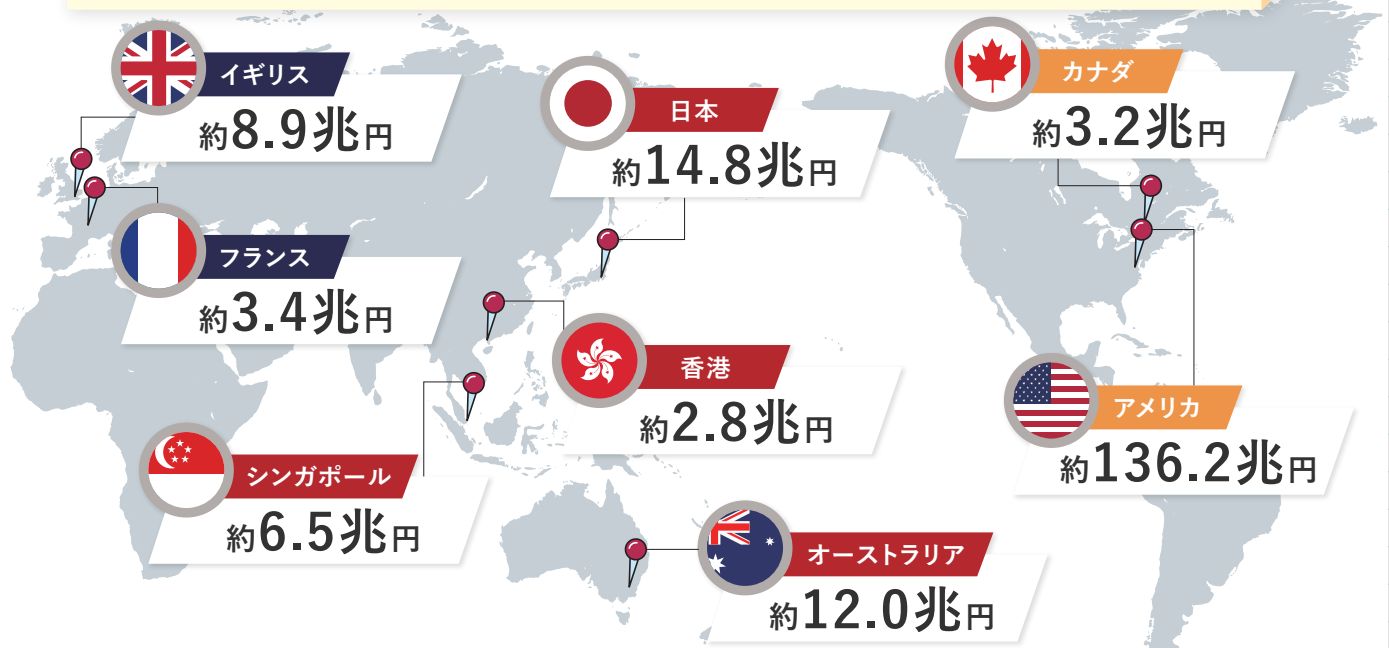 イギリス
約8.9兆円
日本
約14.8兆円
カナダ
約3.2兆円
フランス
約3.4兆円
香港
約2.8兆円
アメリカ
約136.2兆円
シンガポール
約6.5兆円
オーストラリア
約12.0兆円